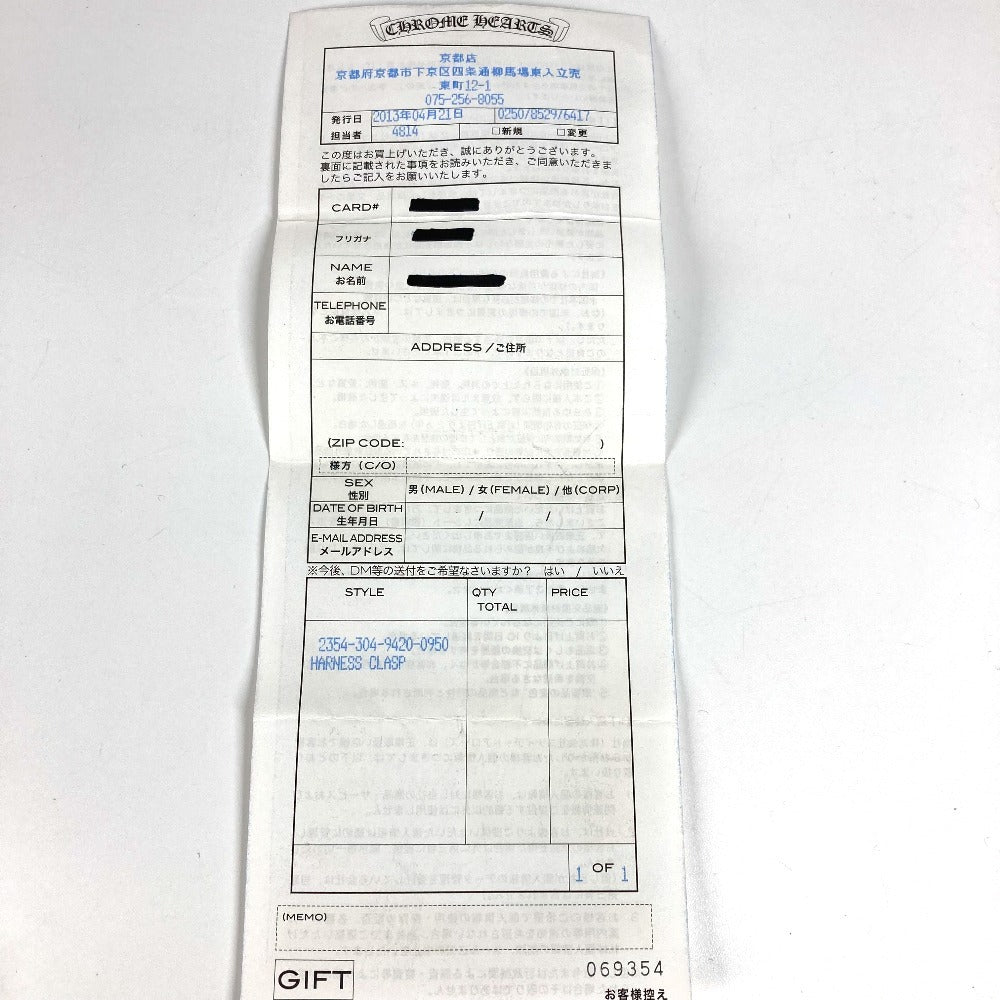 CHROME HEARTS
京都店
京都府京都市下京区四条通柳馬場東入立売
東町12-1
075-256-8055
発行日 2013年04月21日 0250/8529/6417
担当者 4814 □新規 □変更
この度はお買上げいただき、誠にありがとうございます。
裏面に記載された事項をお読みいただき、ご同意いただきま
したらご記入をお願いいたします。
CARD#
フリガナ
NAME
お名前
TELEPHONE
お電話番号
ADDRESS / ご住所
(ZIP CODE: )
様方 (C/O)
SEX
性別
男(MALE) / 女(FEMALE) / 他(CORP)
DATE OF BIRTH
生年月日
/ /
E-MAIL ADDRESS
メールアドレス
※今後、DM等の送付をご希望なさいますか? はい / いいえ
STYLE QTY PRICE
TOTAL
2354-304-9420-0950
HARNESS CLASP
1 OF 1
(MEMO)
GIFT
069354
お客様控え